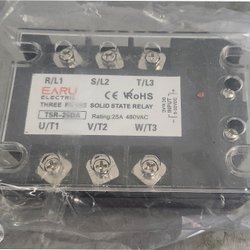 R/L1 S/L2 T/L3
EARU
ELECTRIC
CE RoHS
THREE PHASE SOLID STATE RELAY
TSR-25DA Rating:25A 480VAC
U/T1 V/T2 W/T3
INPUT